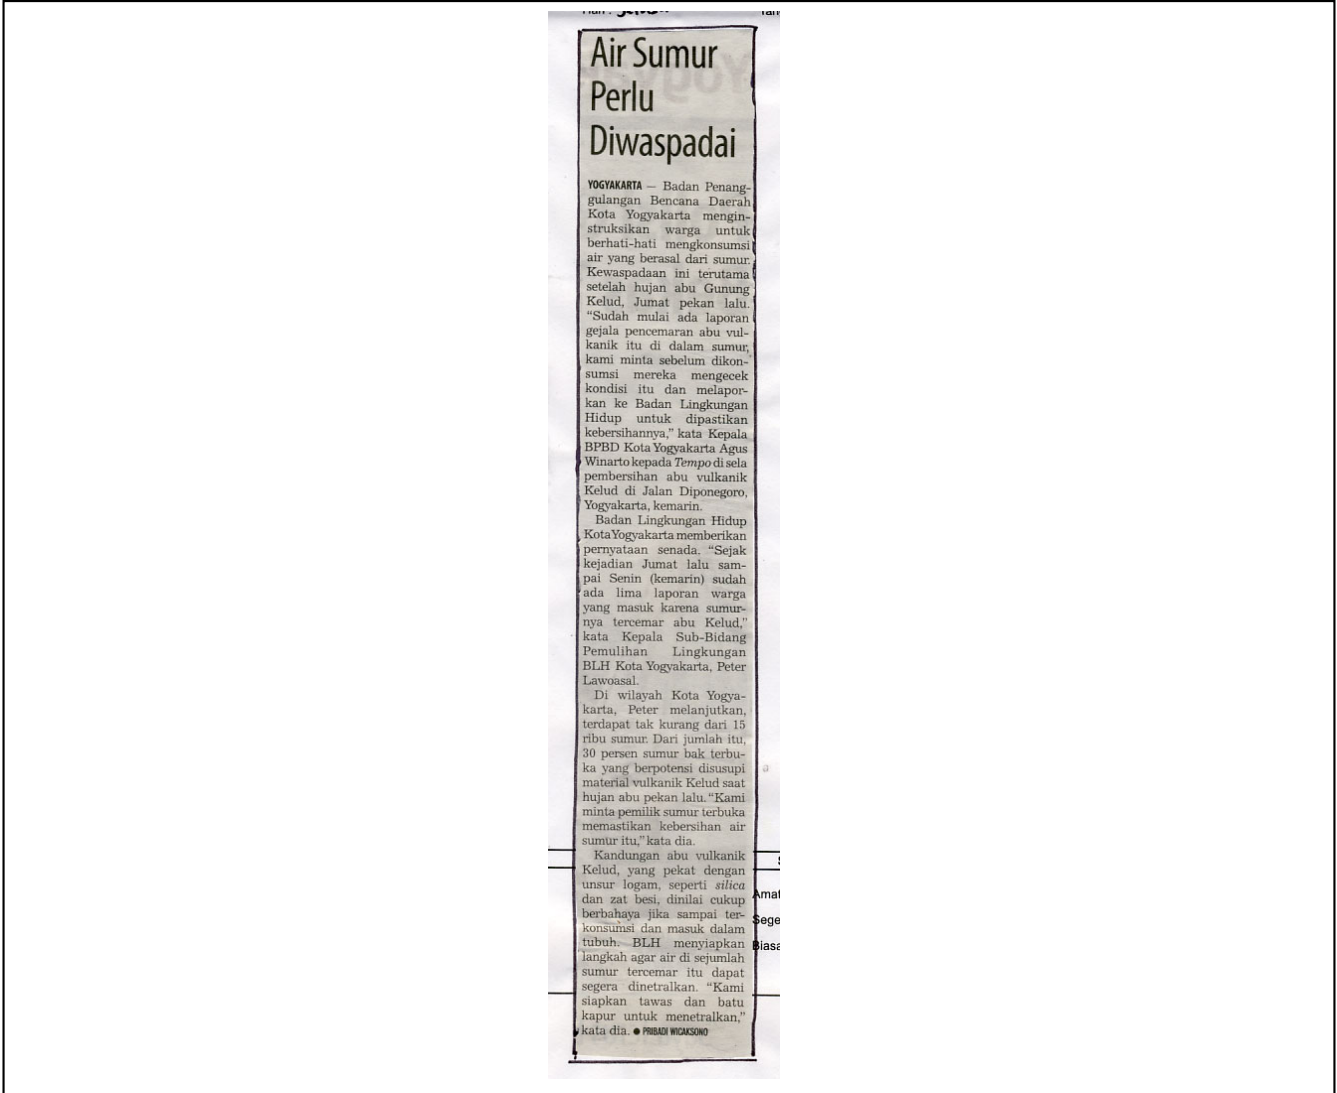 Hari :
Air Sumur
Perlu
Diwaspadai
YOGYAKARTA — Badan Penang-
gulangan Bencana Daerah
Kota Yogyakarta mengin-
struksikan warga untuk
berhati-hati mengkonsumsi
air yang berasal dari sumur.
Kewaspadaan ini terutama
setelah hujan abu Gunung
Kelud, Jumat pekan lalu.
“Sudah mulai ada laporan
gejala pencemaran abu vul-
kanik itu di dalam sumur,
kami minta sebelum dikon-
sumsi mereka mengecek
kondisi itu dan melapor-
kan ke Badan Lingkungan
Hidup untuk dipastikan
kebersihannya,” kata Kepala
BPBD Kota Yogyakarta Agus
Winarto kepada Tempo di sela
pembersihan abu vulkanik
Kelud di Jalan Diponegoro,
Yogyakarta, kemarin.
Badan Lingkungan Hidup
Kota Yogyakarta memberikan
pernyataan senada. “Sejak
kejadian Jumat lalu sam-
pai Senin (kemarin) sudah
ada lima laporan warga
yang masuk karena sumur-
nya tercemar abu Kelud,”
kata Kepala Sub-Bidang
Pemulihan Lingkungan
BLH Kota Yogyakarta, Peter
Lawoasal.
Di wilayah Kota Yogya-
karta, Peter melanjutkan,
terdapat tak kurang dari 15
ribu sumur. Dari jumlah itu,
30 persen sumur bak terbu-
ka yang berpotensi disusupi
material vulkanik Kelud saat
hujan abu pekan lalu. “Kami
minta pemilik sumur terbuka
memastikan kebersihan air
sumur itu,” kata dia.
Kandungan abu vulkanik
Kelud, yang pekat dengan
unsur logam, seperti silica
dan zat besi, dinilai cukup
berbahaya jika sampai ter-
konsumsi dan masuk dalam
tubuh. BLH menyiapkan
langkah agar air di sejumlah
sumur tercemar itu dapat
segera dinetralkan. “Kami
siapkan tawas dan batu
kapur untuk menetralkan,”
kata dia. ● PRIBADI WICAKSONO
Amat
Sege
Biasa